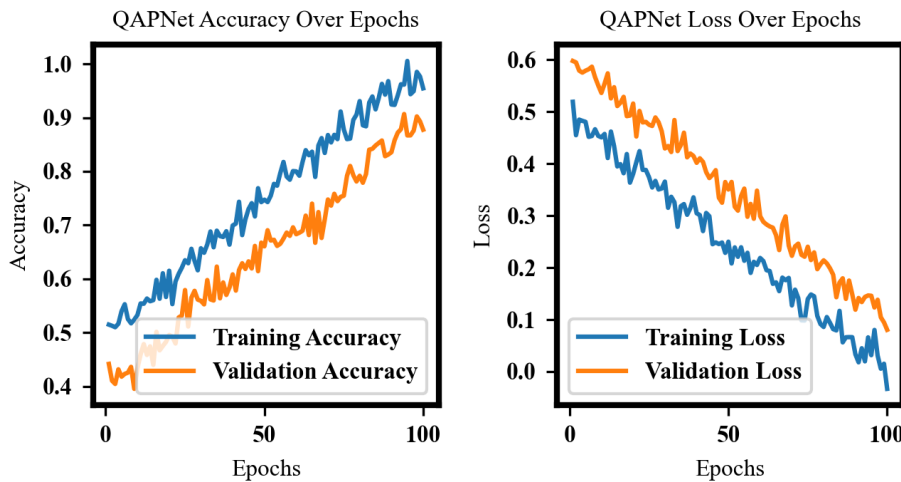 QAPNet Accuracy Over Epochs
Accuracy
1.0
0.9
0.8
0.7
0.6
0.5
0.4
Training Accuracy
Validation Accuracy
0
50
100
Epochs
QAPNet Loss Over Epochs
Loss
0.6
0.5
0.4
0.3
0.2
0.1
0.0
Training Loss
Validation Loss
0
50
100
Epochs